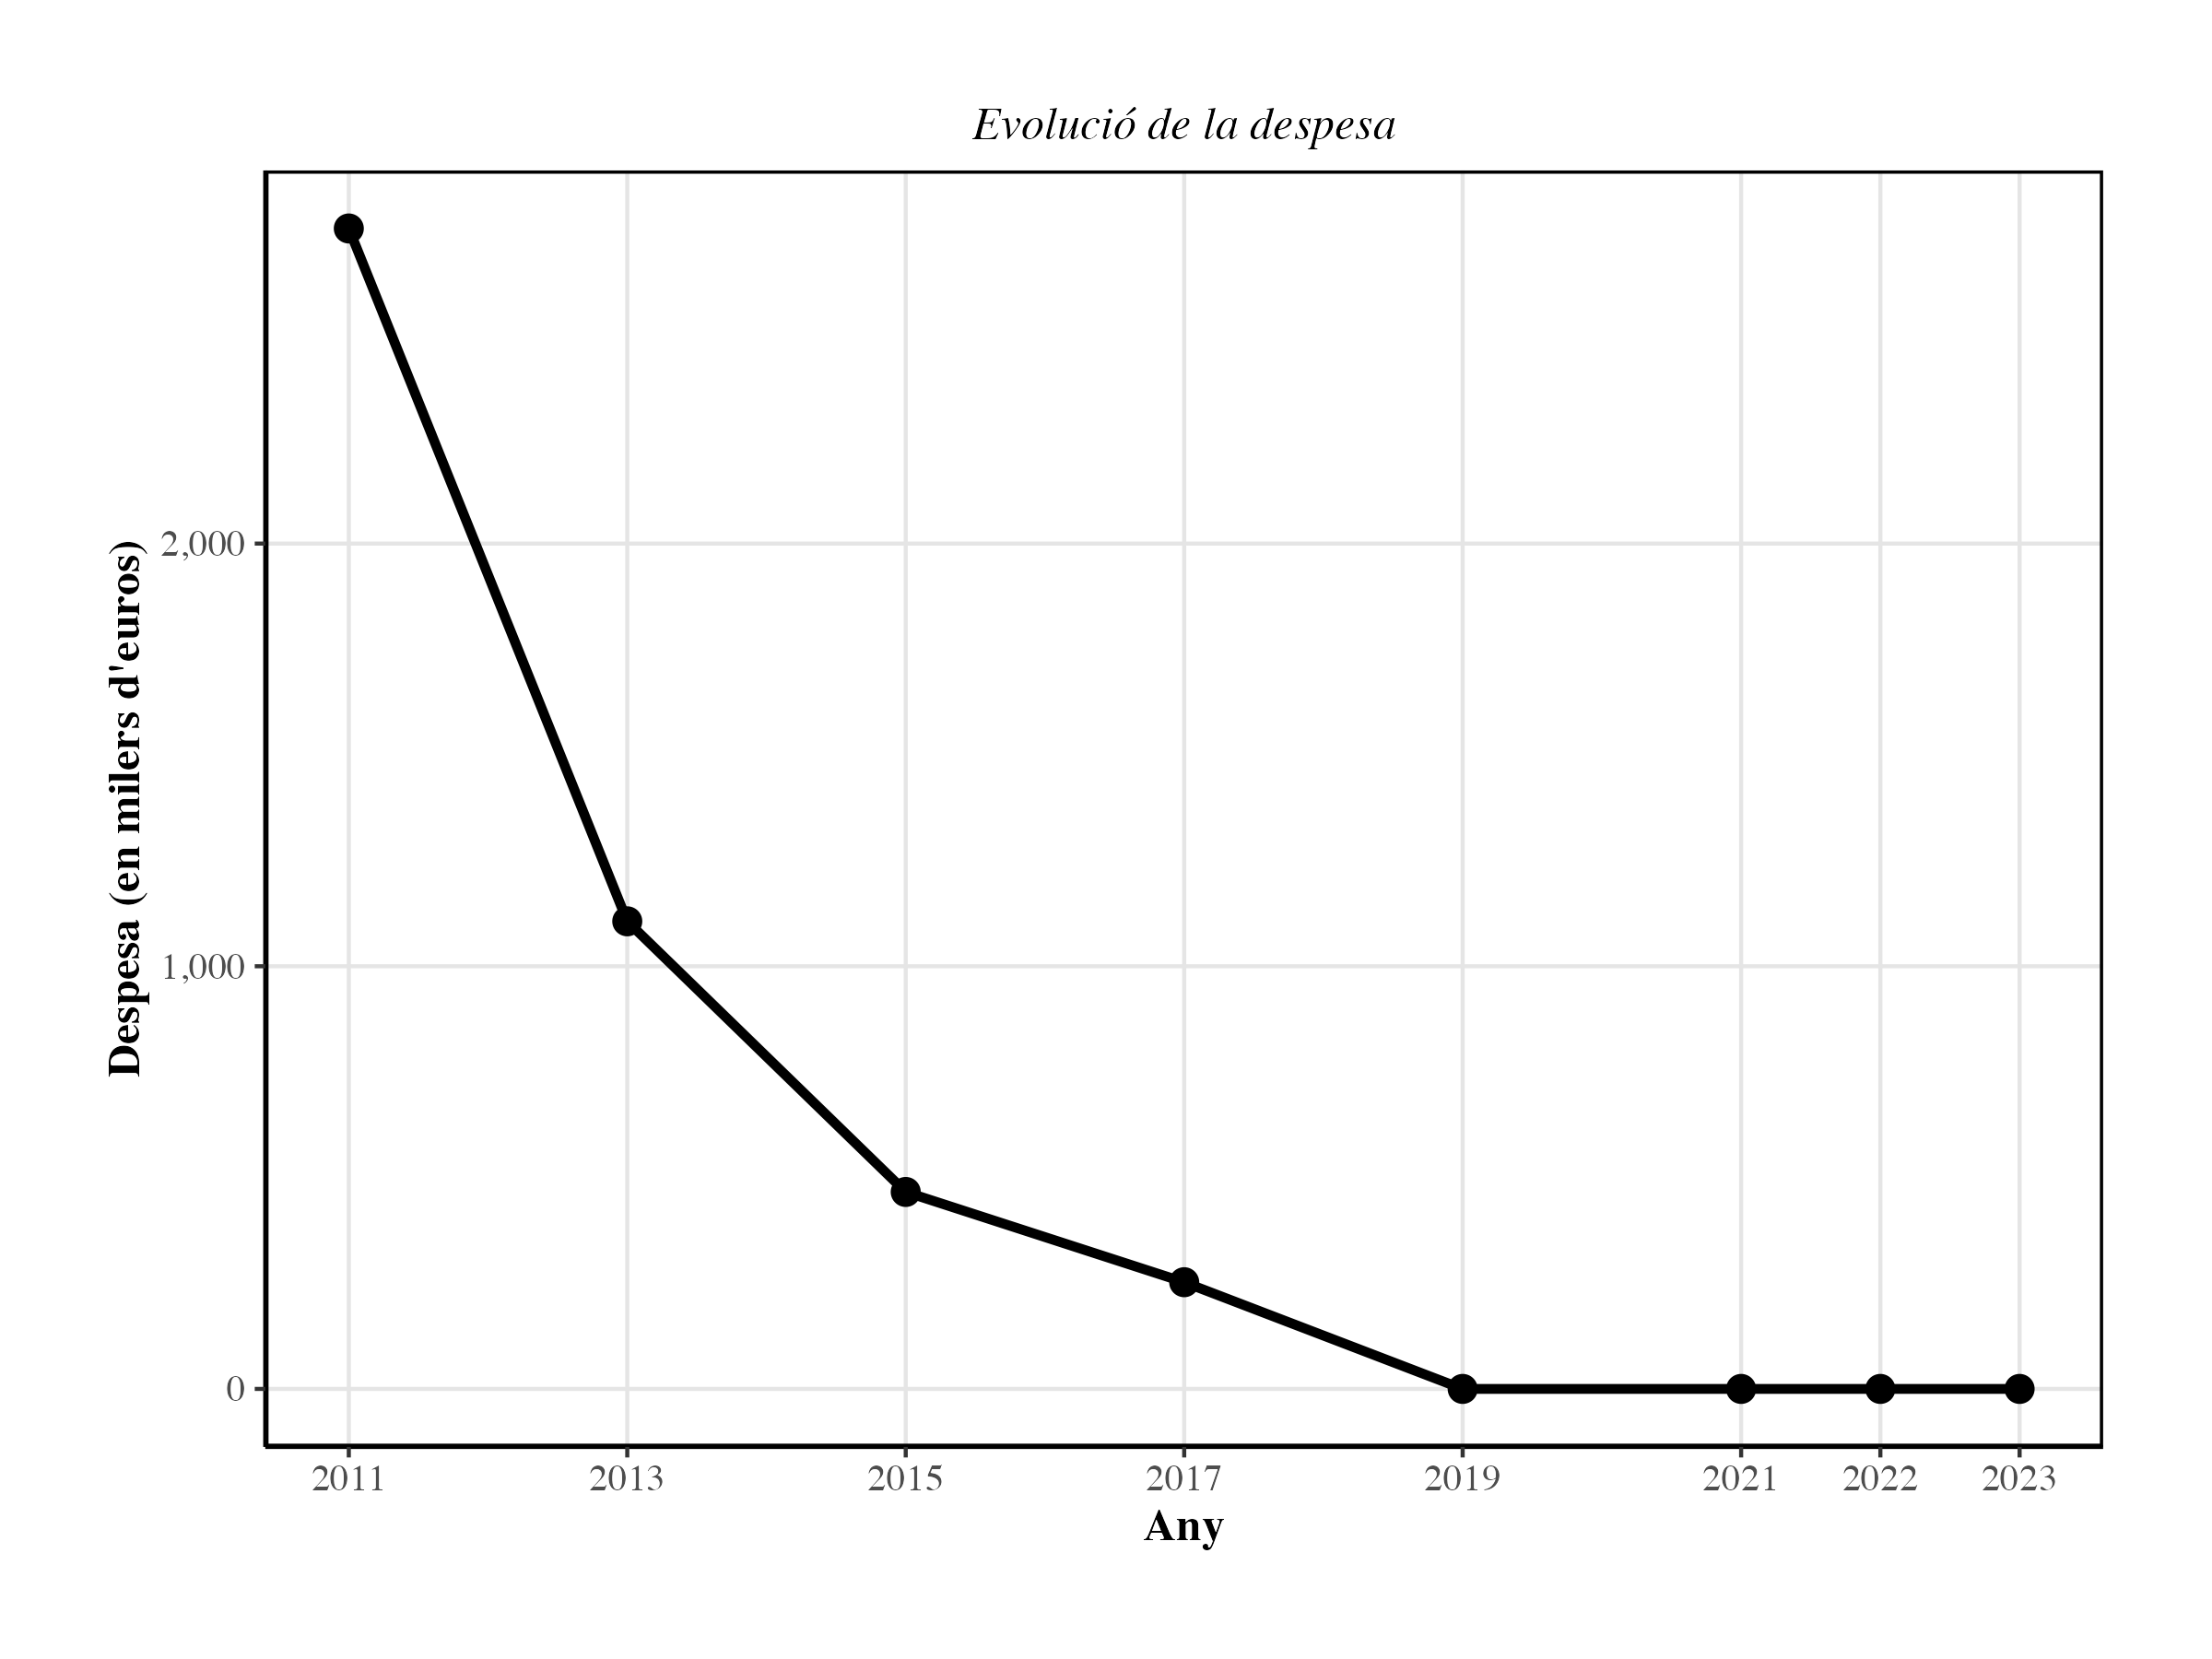 Evolució de la despesa
Despesa (en milers d'euros)
2,000
1,000
0
2011 2013 2015 2017 2019 2021 2022 2023
Any